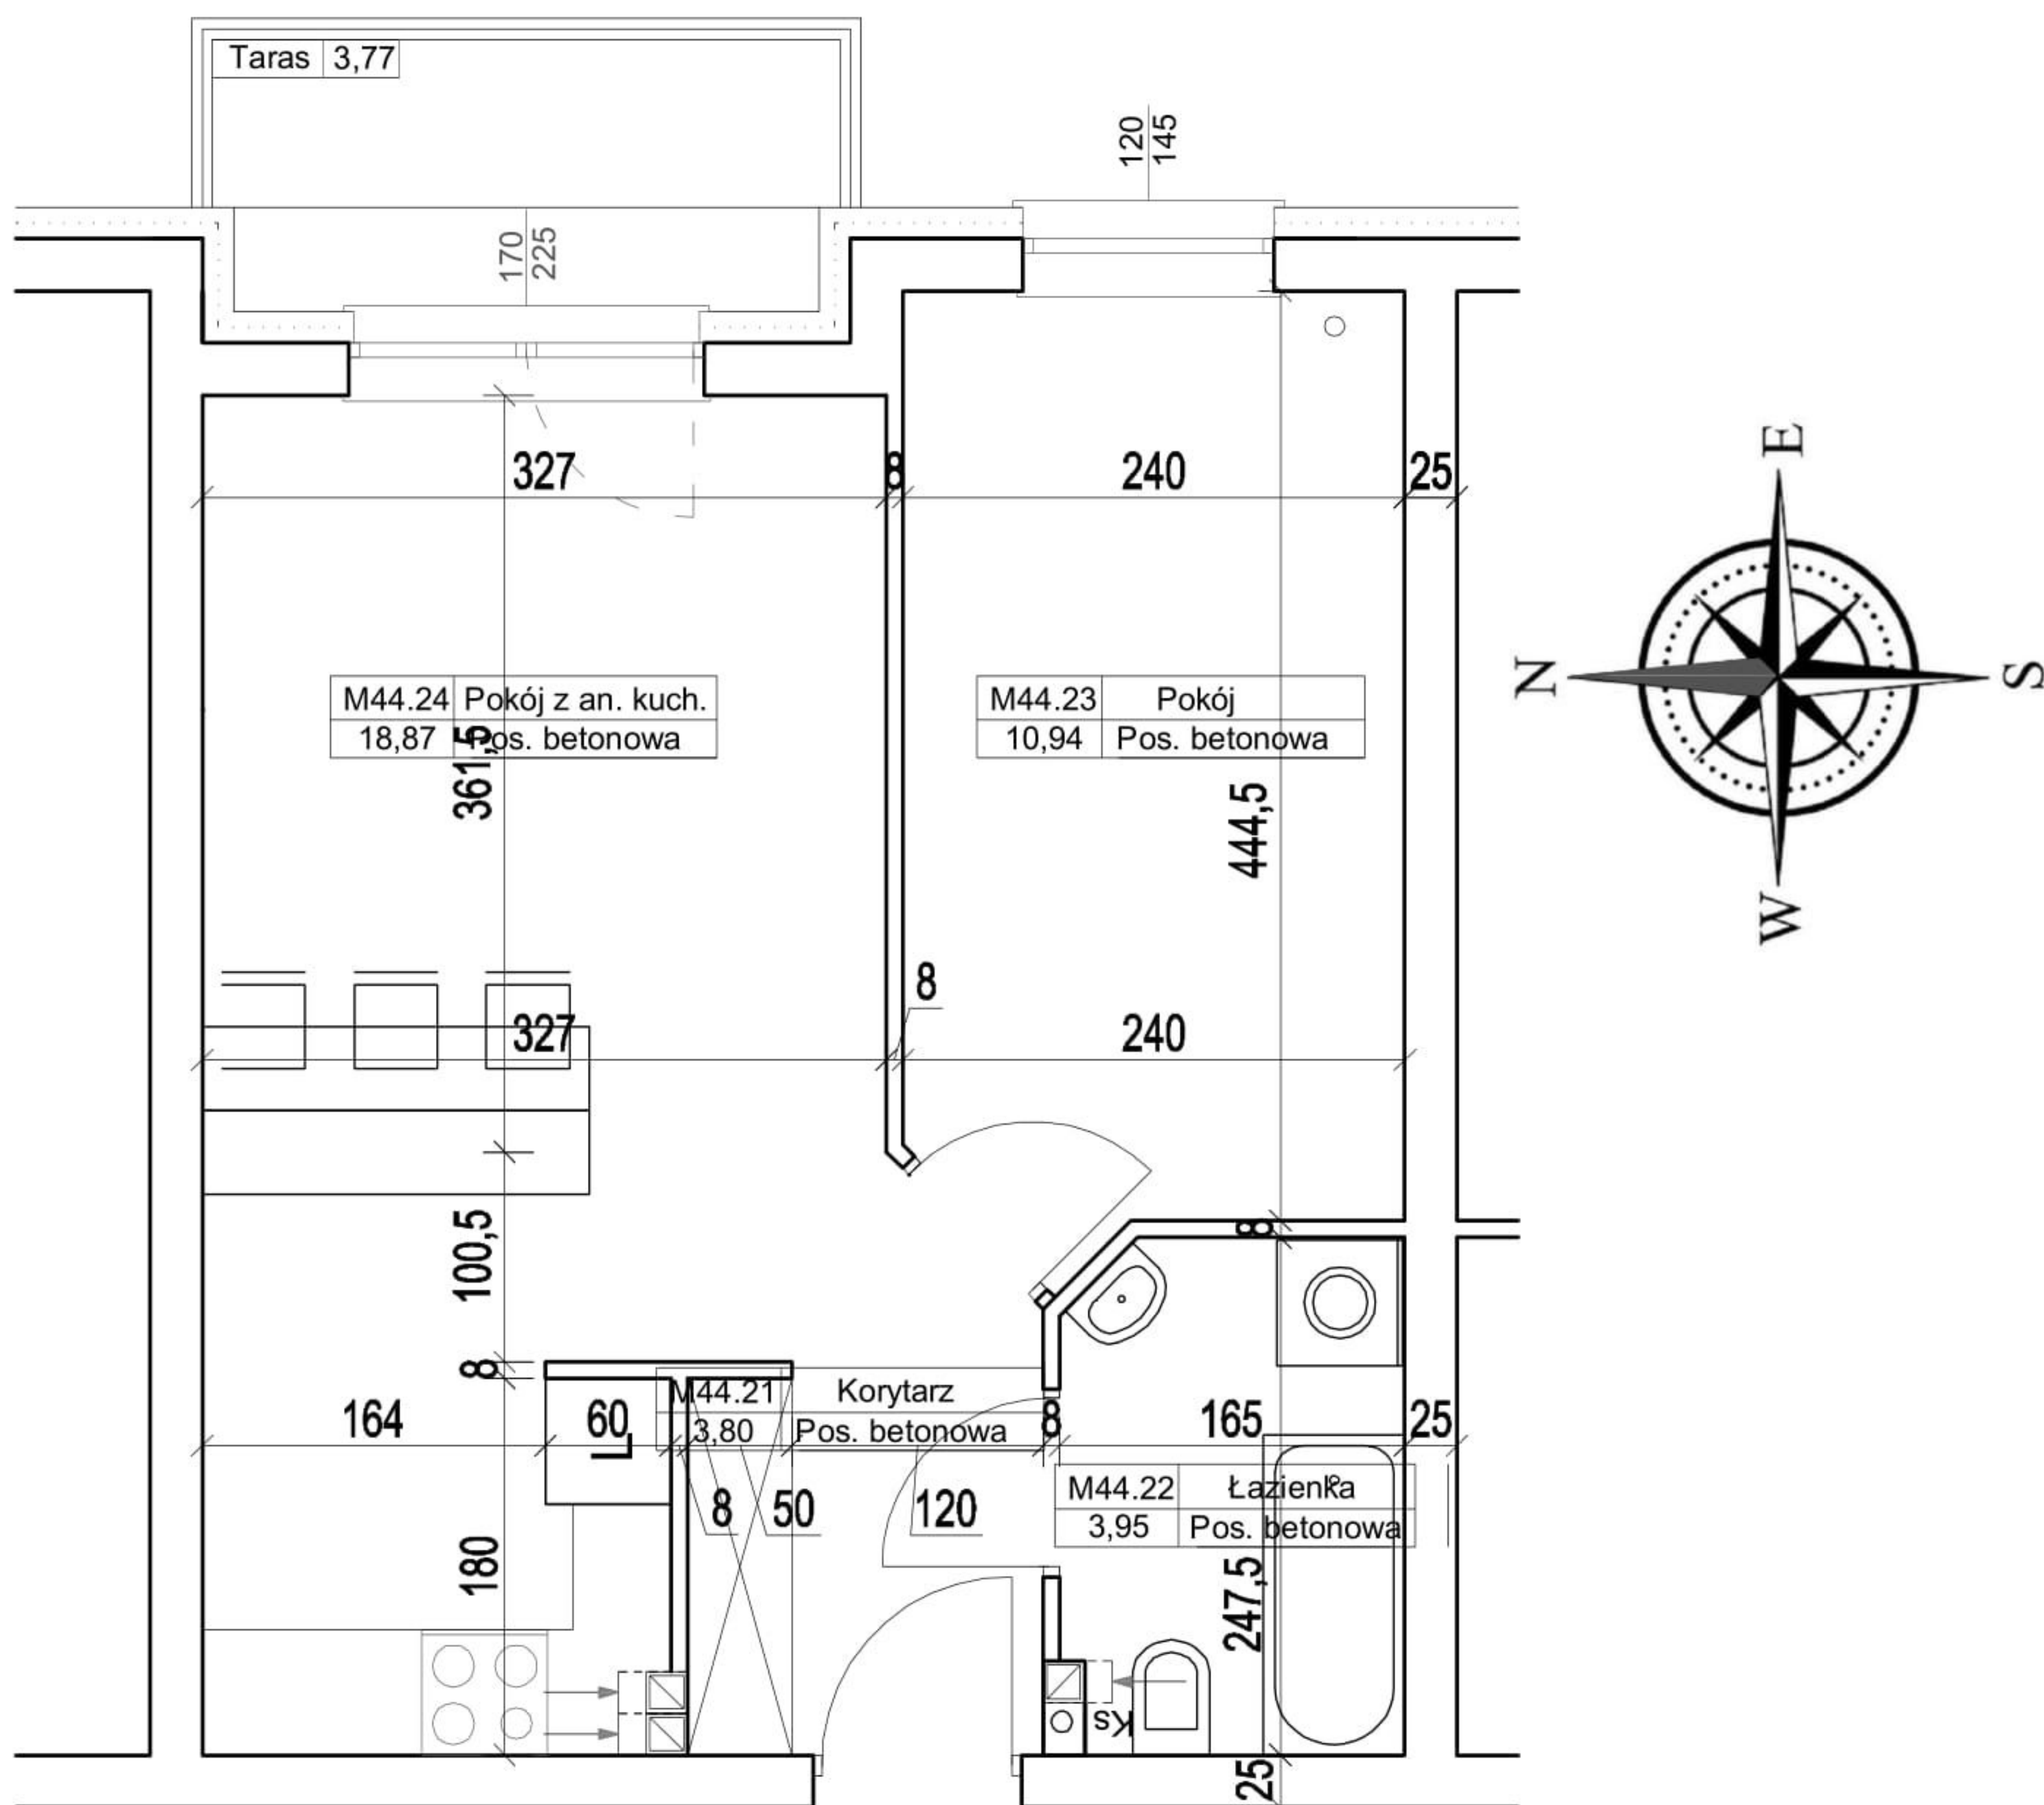 Taras 3,77
120
145
170
225
E
327 8 240 25
N S
M44.24 Pokój z an. kuch.
18,87 Pos. betonowa
M44.23 Pokój
10,94 Pos. betonowa
361,5
444,5
W
8
327 240
100,5
8
8
M44.21 Korytarz
3,80 Pos. betonowa
164 60 8 165 25
L
M44.22 Łazienka
3,95 Pos. betonowa
8 50 120
180
247,5
Ks
25